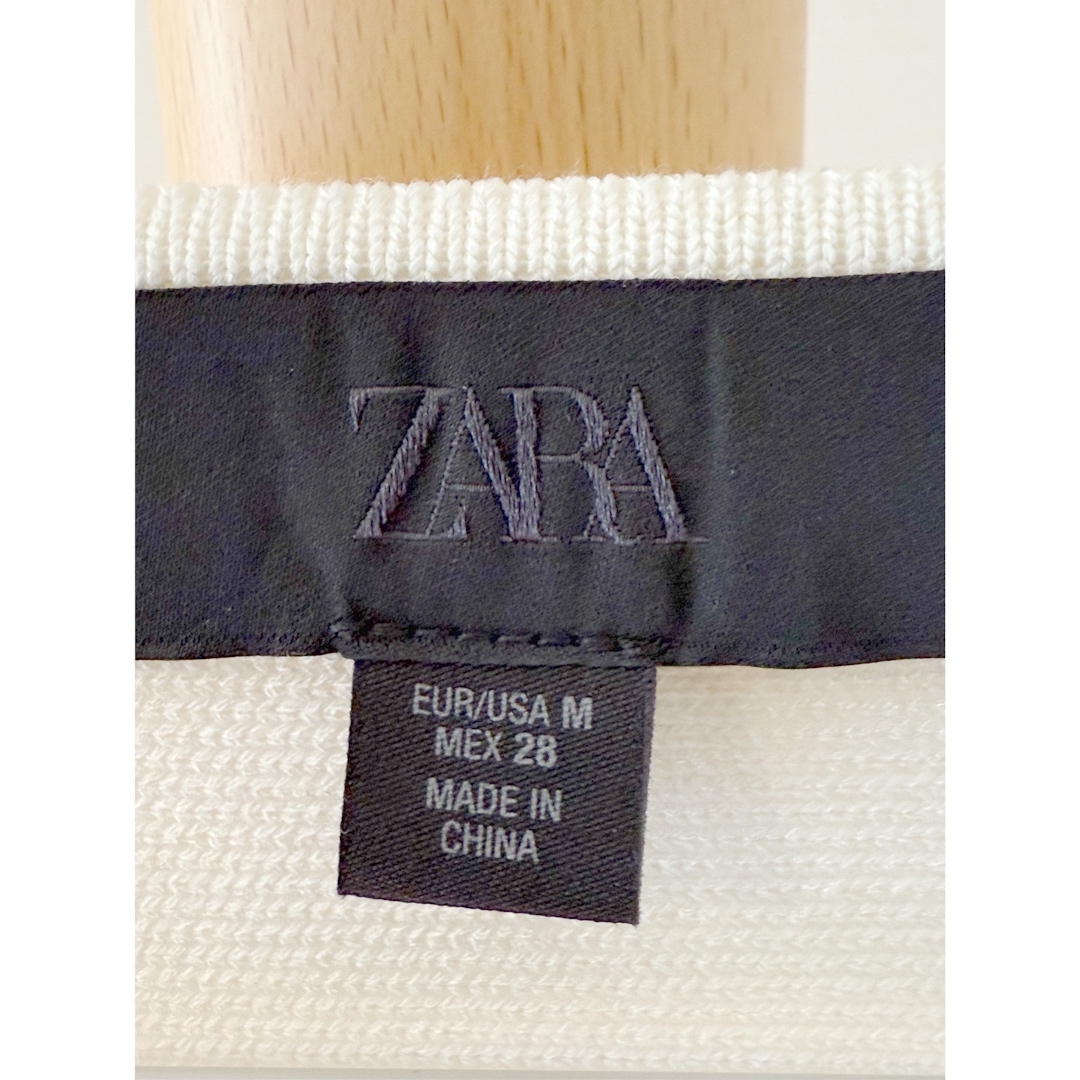 ZARA
EUR/USA M
MEX 28
MADE IN
CHINA